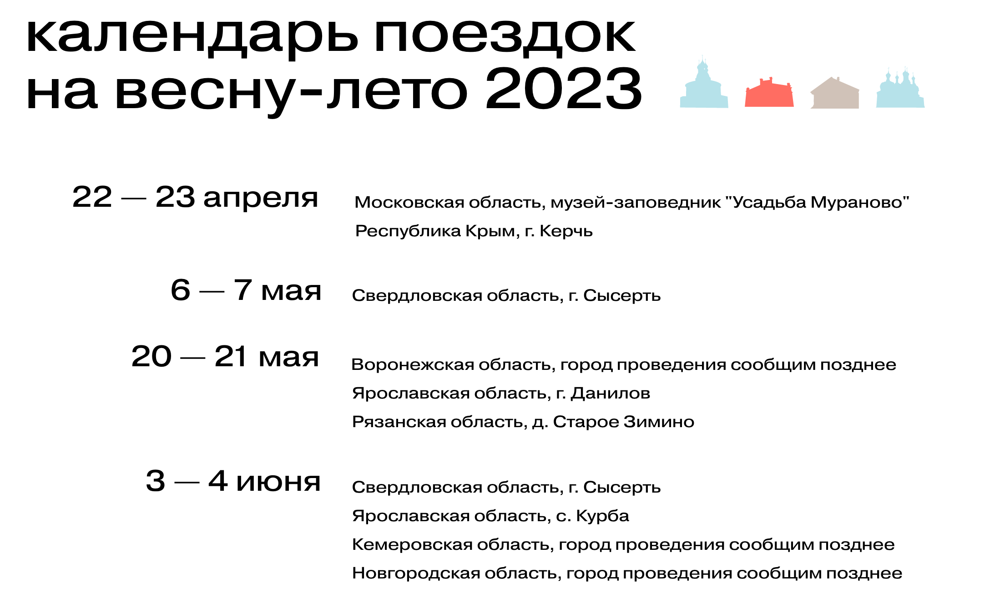 календарь поездок
на весну-лето 2023
22 — 23 апреля
Московская область, музей-заповедник "Усадьба Мураново"
Республика Крым, г. Керчь
6 — 7 мая
Свердловская область, г. Сысерть
20 — 21 мая
Воронежская область, город проведения сообщим позднее
Ярославская область, г. Данилов
Рязанская область, д. Старое Зимино
3 — 4 июня
Свердловская область, г. Сысерть
Ярославская область, с. Курба
Кемеровская область, город проведения сообщим позднее
Новгородская область, город проведения сообщим позднее